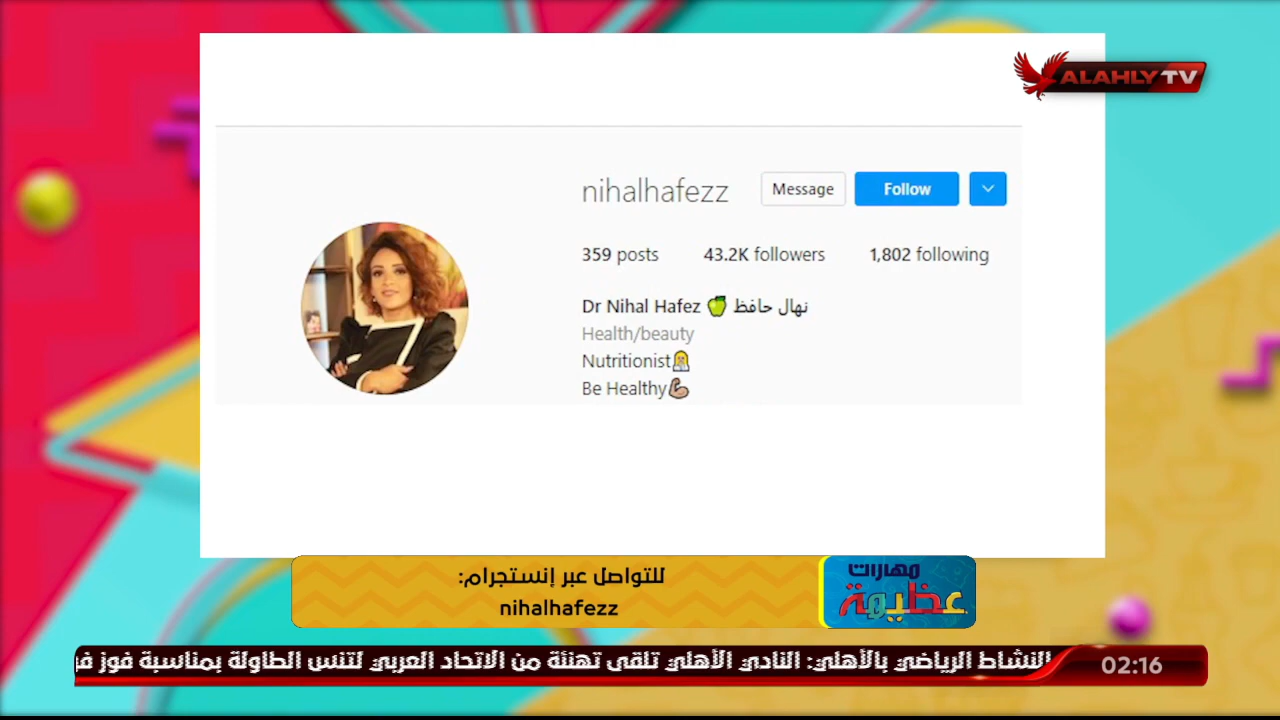 ALAHLY TV
nihalhafezz
Message
Follow
359 posts
43.2K followers
1,802 following
Dr Nihal Hafez 🍏 نهال حافظ
Health/beauty
Nutritionist👩‍🔬
Be Healthy💪🏼
للتواصل عبر إنستجرام:
nihalhafezz
مهارات
عظيمة
النشاط الرياضي بالأهلي: النادي الأهلي تلقى تهنئة من الاتحاد العربي لتنس الطاولة بمناسبة فوز
02:16